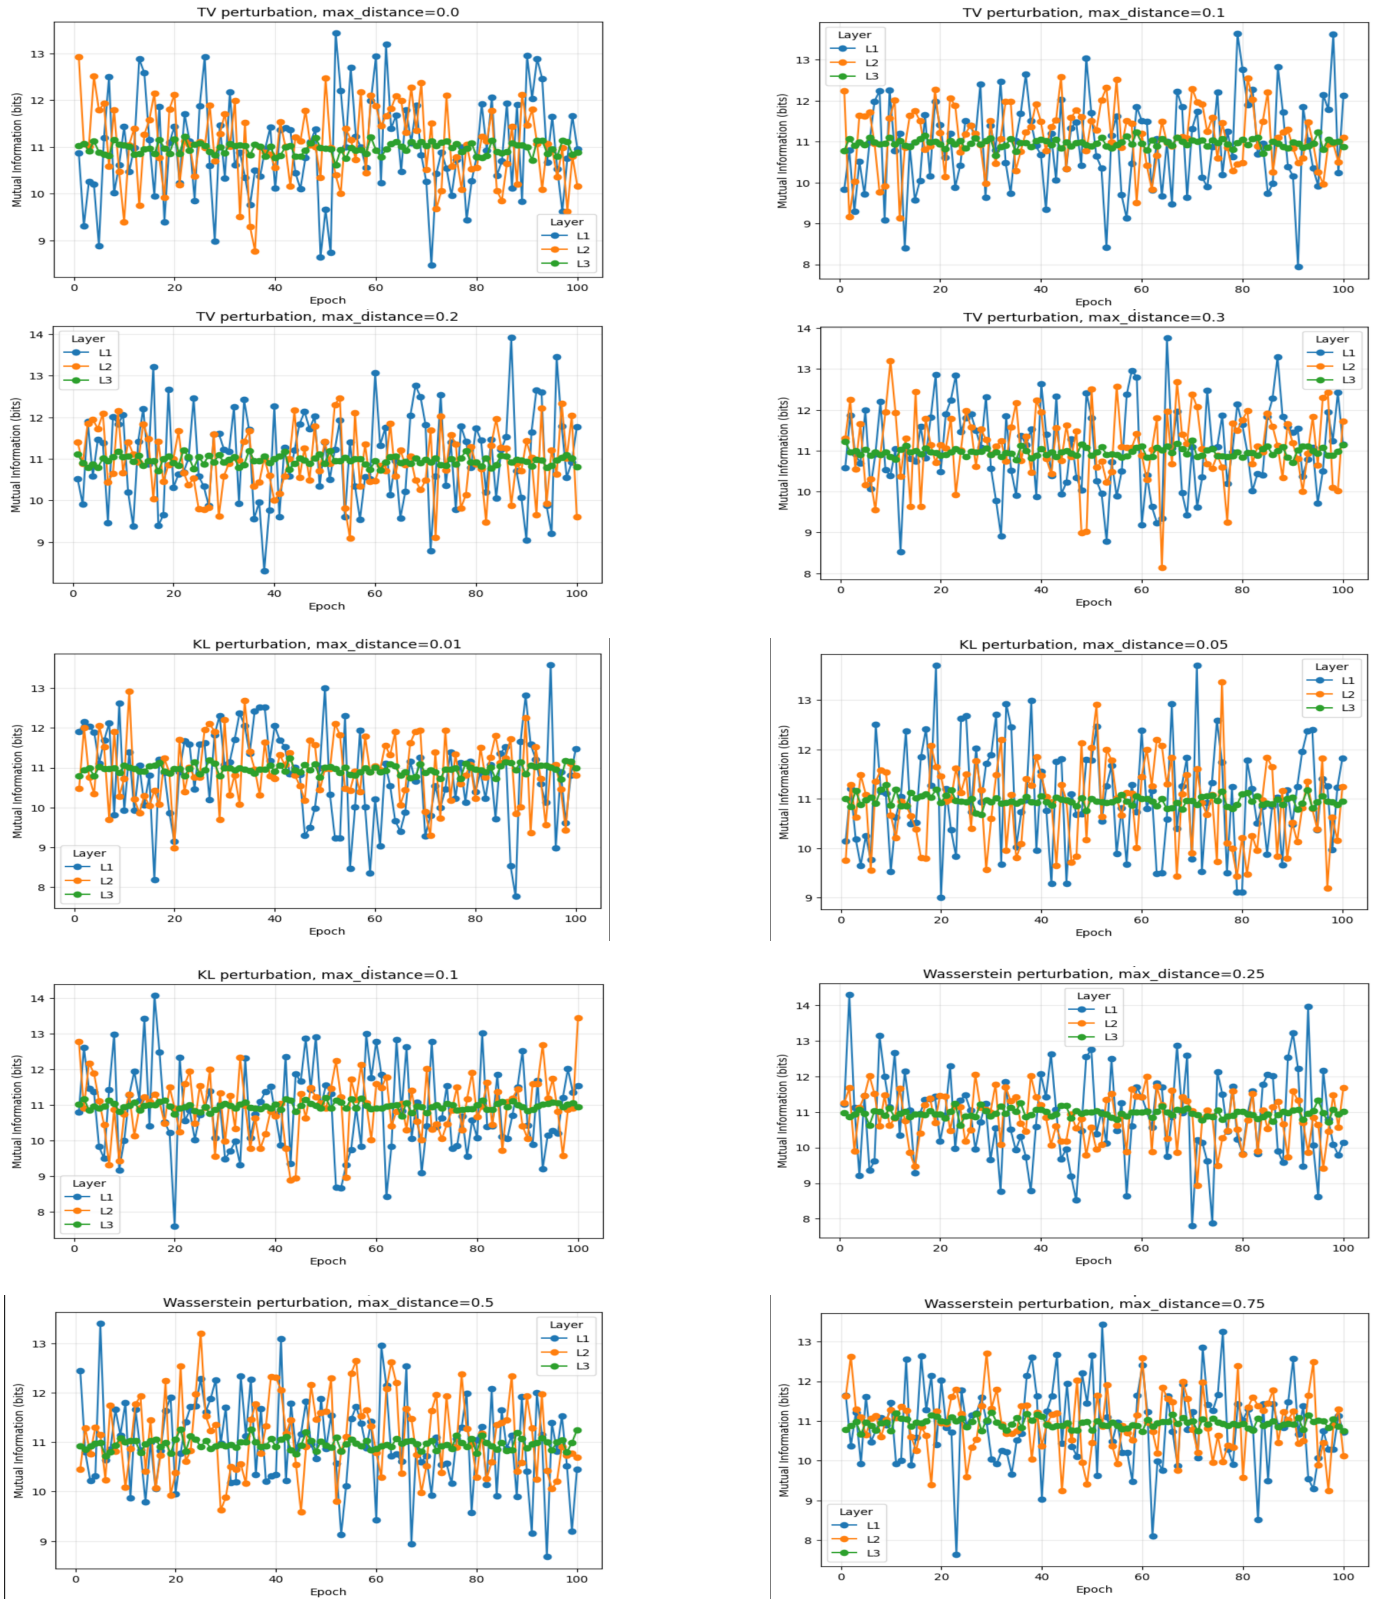 TV perturbation, max_distance=0.0
Mutual Information (bits)
13
12
11
10
9
Layer
L1
L2
L3
0 20 40 60 80 100
Epoch
TV perturbation, max_distance=0.1
Mutual Information (bits)
Layer
L1
L2
L3
13
12
11
10
9
8
0 20 40 60 80 100
Epoch
TV perturbation, max_distance=0.2
Mutual Information (bits)
Layer
L1
L2
L3
14
13
12
11
10
9
0 20 40 60 80 100
Epoch
TV perturbation, max_distance=0.3
Mutual Information (bits)
Layer
L1
L2
L3
14
13
12
11
10
9
8
0 20 40 60 80 100
Epoch
KL perturbation, max_distance=0.01
Mutual Information (bits)
13
12
11
10
9
8
Layer
L1
L2
L3
0 20 40 60 80 100
Epoch
KL perturbation, max_distance=0.05
Mutual Information (bits)
Layer
L1
L2
L3
13
12
11
10
9
0 20 40 60 80 100
Epoch
KL perturbation, max_distance=0.1
Mutual Information (bits)
14
13
12
11
10
9
8
Layer
L1
L2
L3
0 20 40 60 80 100
Epoch
Wasserstein perturbation, max_distance=0.25
Mutual Information (bits)
Layer
L1
L2
L3
14
13
12
11
10
9
8
0 20 40 60 80 100
Epoch
Wasserstein perturbation, max_distance=0.5
Mutual Information (bits)
Layer
L1
L2
L3
13
12
11
10
9
0 20 40 60 80 100
Epoch
Wasserstein perturbation, max_distance=0.75
Mutual Information (bits)
13
12
11
10
9
8
Layer
L1
L2
L3
0 20 40 60 80 100
Epoch